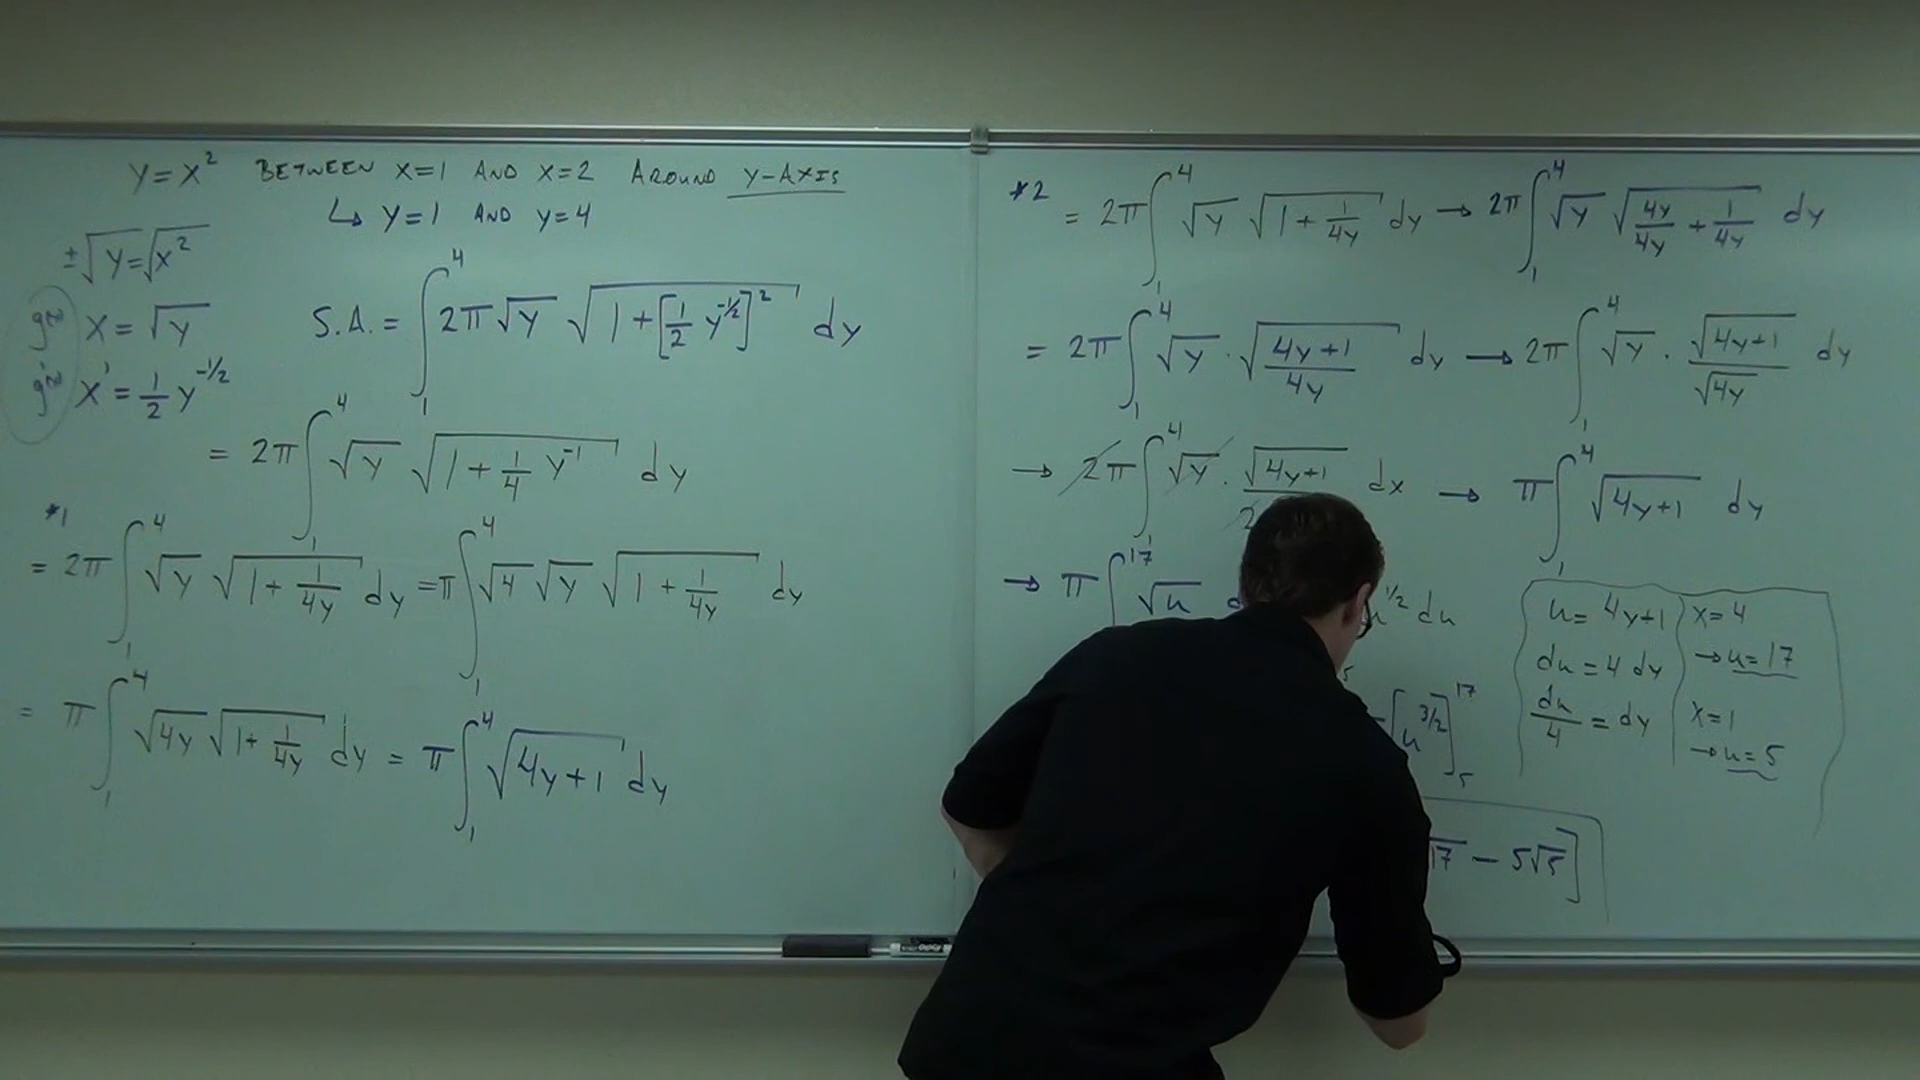 Y=X² BETWEEN X=1 AND X=2 AROUND Y-AXIS
↳ Y=1 AND Y=4
±√Y=√X²
g(y) X=√Y
g'(y) X'=1/2 Y^(-1/2)
S.A. = ∫₁⁴ 2π√Y √(1+[1/2 Y^(-1/2)]²) dy
= 2π∫₁⁴ √Y √(1+1/4 Y⁻¹) dy
*1
= 2π∫₁⁴ √Y √(1+1/4Y) dy = π∫₁⁴ √4 √Y √(1+1/4Y) dy
= π∫₁⁴ √4Y √(1+1/4Y) dy = π∫₁⁴ √(4Y+1) dy
*2 = 2π∫₁⁴ √Y √(1+1/4Y) dy → 2π∫₁⁴ √Y √(4Y/4Y + 1/4Y) dy
= 2π∫₁⁴ √Y · √((4Y+1)/4Y) dy → 2π∫₁⁴ √Y · √(4Y+1)/√4Y dy
→ 2π∫₁⁴ √Y · √(4Y+1)/2 dx → π∫₁⁴ √(4Y+1) dy
→ π∫¹⁷ √u d u^(1/2) du
5
[u^(3/2)]₅¹⁷
17 − 5√5]
u=4Y+1
du=4 dy
du/4 = dy
X=4
→u=17
X=1
→u=5